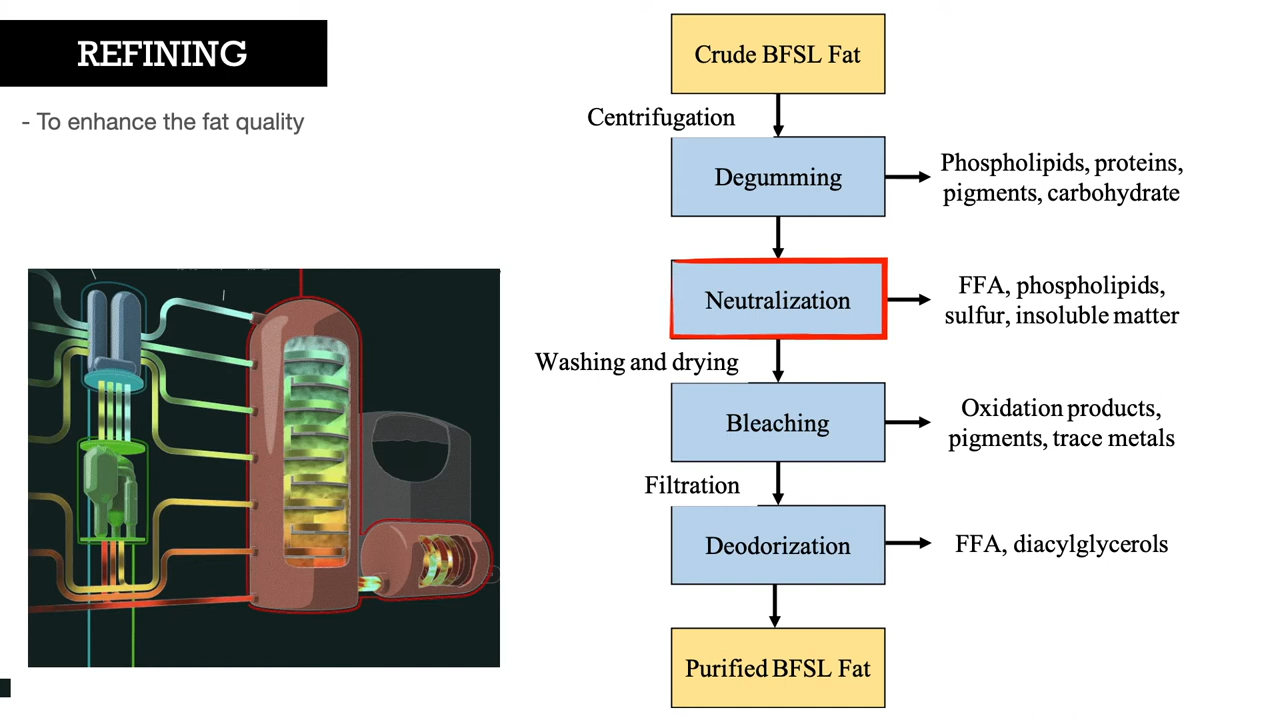 REFINING
- To enhance the fat quality
Crude BFSL Fat
Centrifugation
Degumming
Phospholipids, proteins,
pigments, carbohydrate
Neutralization
FFA, phospholipids,
sulfur, insoluble matter
Washing and drying
Bleaching
Oxidation products,
pigments, trace metals
Filtration
Deodorization
FFA, diacylglycerols
Purified BFSL Fat